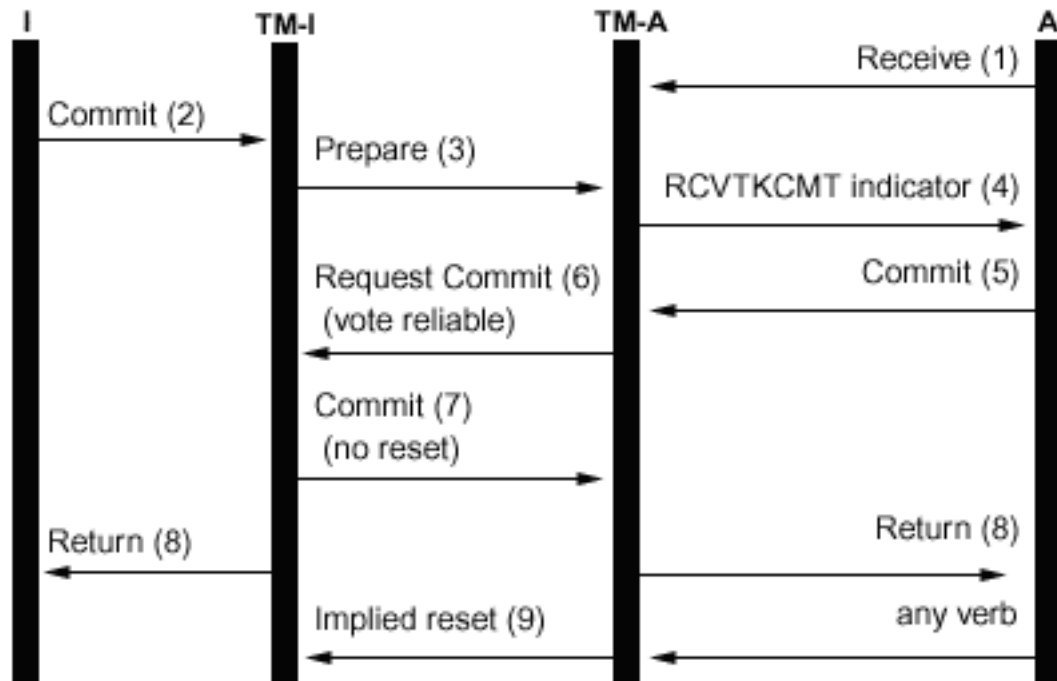 I
TM-I
TM-A
A
Receive (1)
Commit (2)
Prepare (3)
RCVTKCMT indicator (4)
Request Commit (6)
(vote reliable)
Commit (5)
Commit (7)
(no reset)
Return (8)
Return (8)
Implied reset (9)
any verb